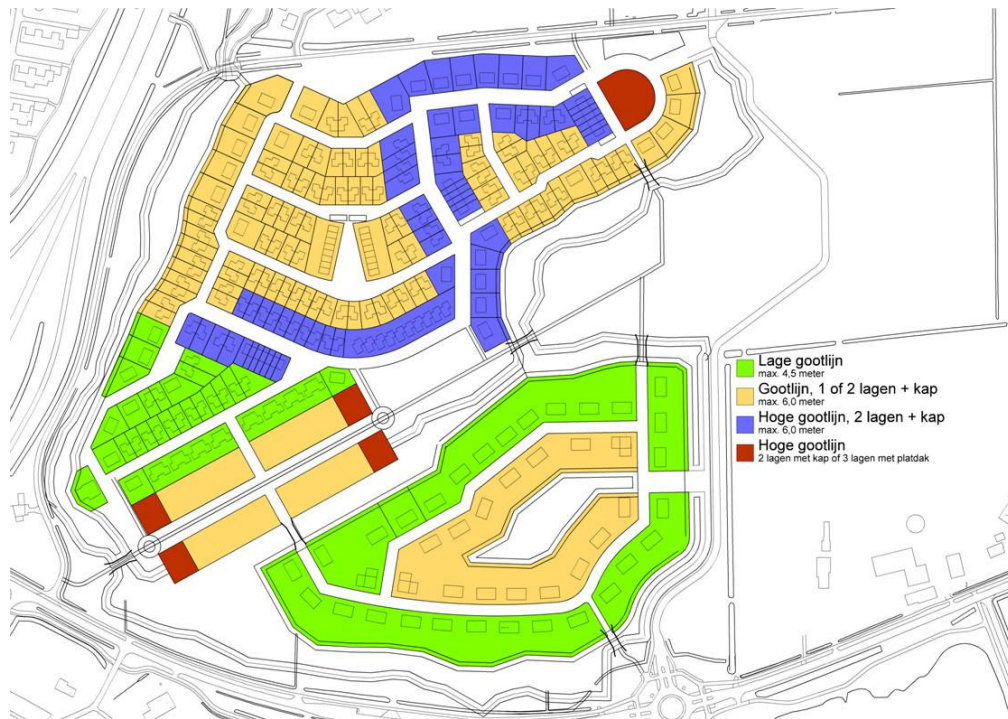 Lage gootlijn
max. 4,5 meter
Gootlijn, 1 of 2 lagen + kap
max. 6,0 meter
Hoge gootlijn, 2 lagen + kap
max. 6,0 meter
Hoge gootlijn
2 lagen met kap of 3 lagen met platdak